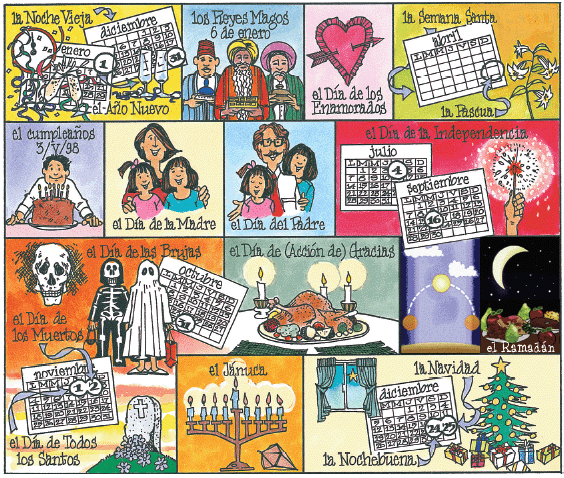 la Noche Vieja
diciembre
enero
1
31
el Año Nuevo
los Reyes Magos
6 de enero
el Día de los
Enamorados
la Semana Santa
abril
la Pascua
el cumpleaños
3/V/98
el Día de la Madre
el Día del Padre
el Día de la Independencia
julio
4
septiembre
16
el Día de las Brujas
octubre
31
el Día de
los Muertos
noviembre
1 2
el Día de Todos
los Santos
el Día de (Acción de) Gracias
el Ramadán
el Jánuca
la Navidad
diciembre
24 25
la Nochebuena